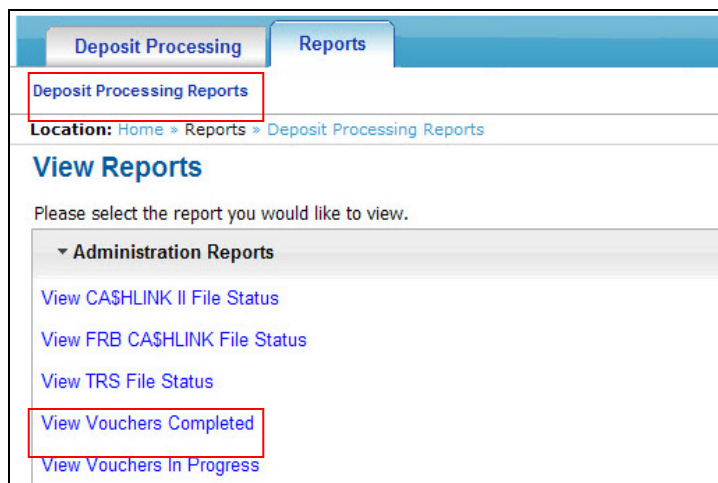 Deposit Processing Reports
Deposit Processing Reports
Location: Home » Reports » Deposit Processing Reports
View Reports
Please select the report you would like to view.
Administration Reports
View CA$HLINK II File Status
View FRB CA$HLINK File Status
View TRS File Status
View Vouchers Completed
View Vouchers In Progress